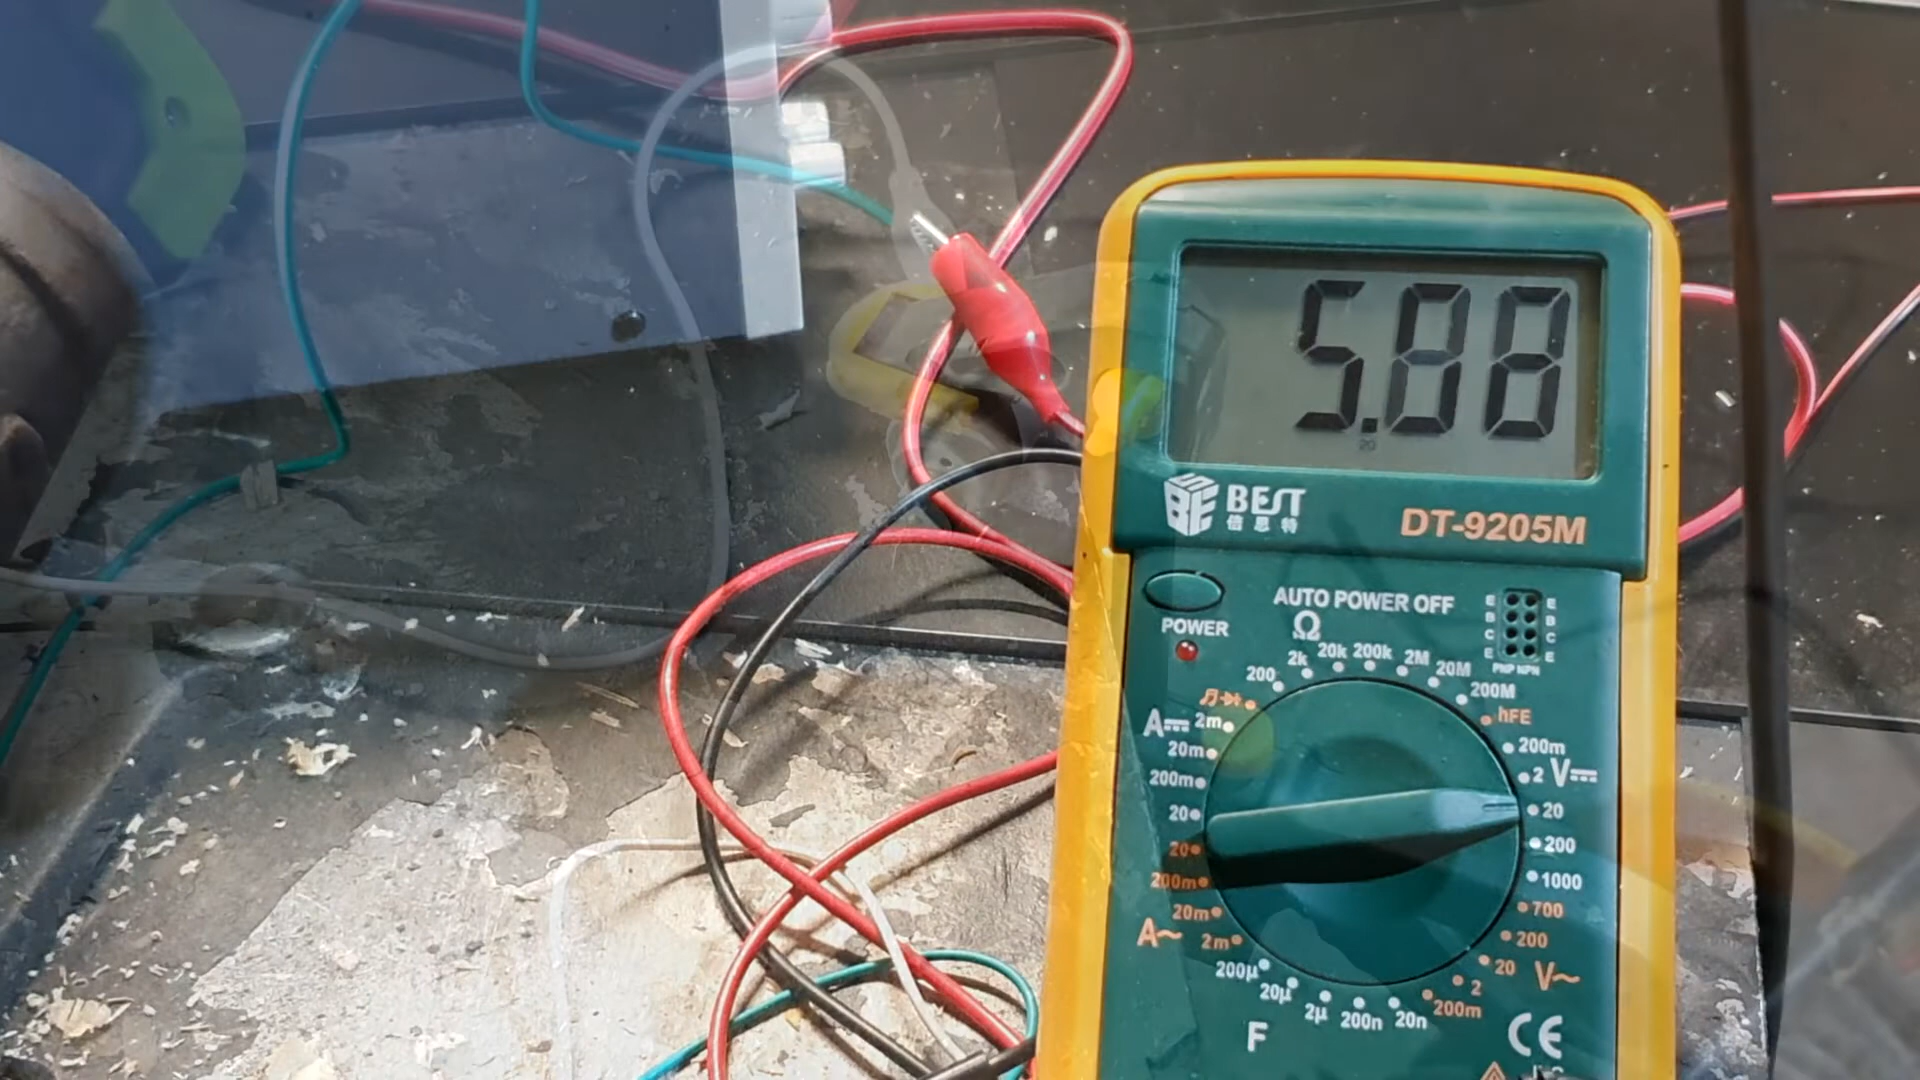 5.88
20
BEST
信思特
DT-9205M
AUTO POWER OFF
POWER
E E
B B
C C
E E
PNP NPN
Ω
200
2k
20k
200k
2M
20M
200M
hFE
A
2m
20m
200m
20
20
200m
20m
2m
A~
200m
2
V
20
200
1000
700
200
20
2
200m
V~
200µ
20µ
2µ
200n
20n
F
CE